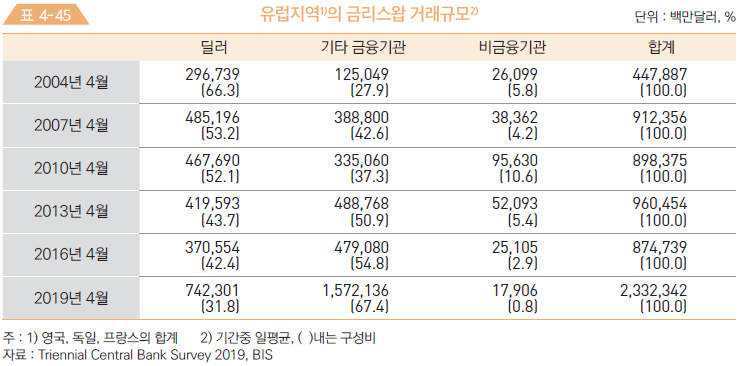 표 4-45 유럽지역1)의 금리스왑 거래규모2) 단위 : 백만달러, %
딜러 기타 금융기관 비금융기관 합계
2004년 4월 296,739 125,049 26,099 447,887
(66.3) (27.9) (5.8) (100.0)
2007년 4월 485,196 388,800 38,362 912,356
(53.2) (42.6) (4.2) (100.0)
2010년 4월 467,690 335,060 95,630 898,375
(52.1) (37.3) (10.6) (100.0)
2013년 4월 419,593 488,768 52,093 960,454
(43.7) (50.9) (5.4) (100.0)
2016년 4월 370,554 479,080 25,105 874,739
(42.4) (54.8) (2.9) (100.0)
2019년 4월 742,301 1,572,136 17,906 2,332,342
(31.8) (67.4) (0.8) (100.0)
주 : 1) 영국, 독일, 프랑스의 합계 2) 기간중 일평균, ( )내는 구성비
자료 : Triennial Central Bank Survey 2019, BIS